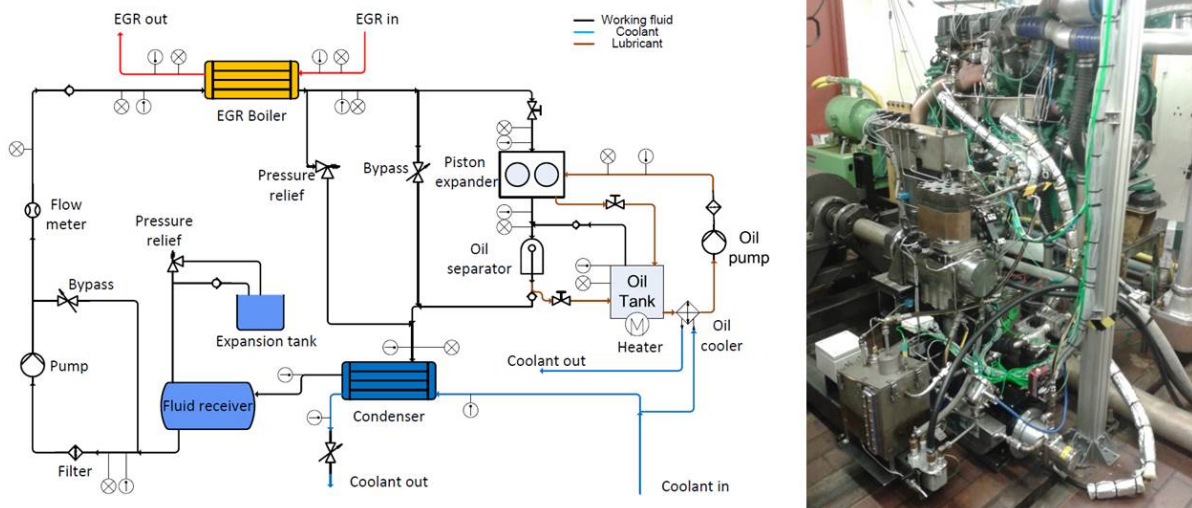 EGR out
EGR in
Working fluid
Coolant
Lubricant
EGR Boiler
Pressure
relief
Bypass
Piston
expander
Flow
meter
Pressure
relief
Oil
separator
Oil
pump
Bypass
Oil
Tank
M
Heater
Oil
cooler
Expansion tank
Pump
Coolant out
Fluid receiver
Condenser
Filter
Coolant out
Coolant in